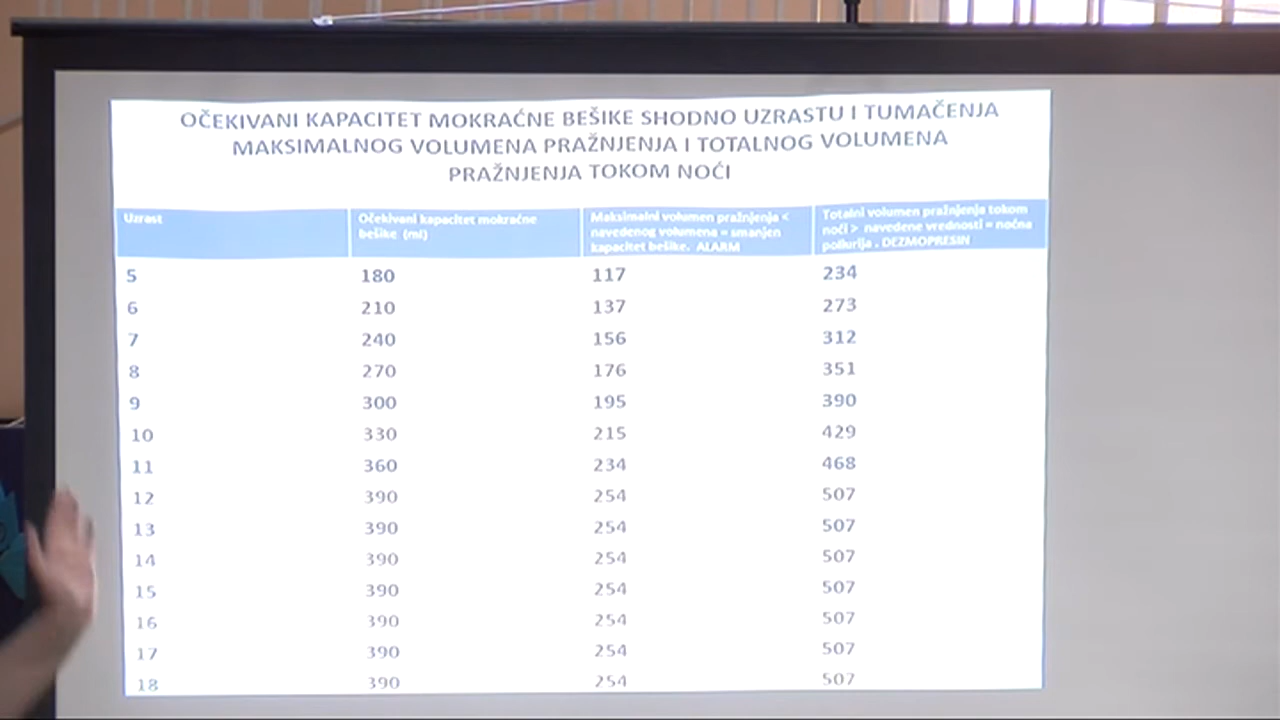 OČEKIVANI KAPACITET MOKRAĆNE BEŠIKE SHODNO UZRASTU I TUMAČENJA
MAKSIMALNOG VOLUMENA PRAŽNJENJA I TOTALNOG VOLUMENA
PRAŽNJENJA TOKOM NOĆI
Uzrast
Očekivani kapacitet mokraćne
bešike (ml)
Maksimalni volumen pražnjenja <
navedenog volumena = smanjen
kapacitet bešike. ALARM
Totalni volumen pražnjenja tokom
noći > navedene vrednosti = noćna
poliurija . DEZMOPRESIN
5 180 117 234
6 210 137 273
7 240 156 312
8 270 176 351
9 300 195 390
10 330 215 429
11 360 234 468
12 390 254 507
13 390 254 507
14 390 254 507
15 390 254 507
16 390 254 507
17 390 254 507
18 390 254 507